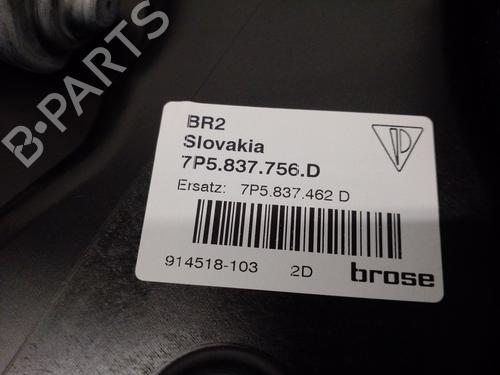 BR2
Slovakia
7P5.837.756.D
Ersatz: 7P5.837.462 D
914518-103 2D brose
B-PARTS